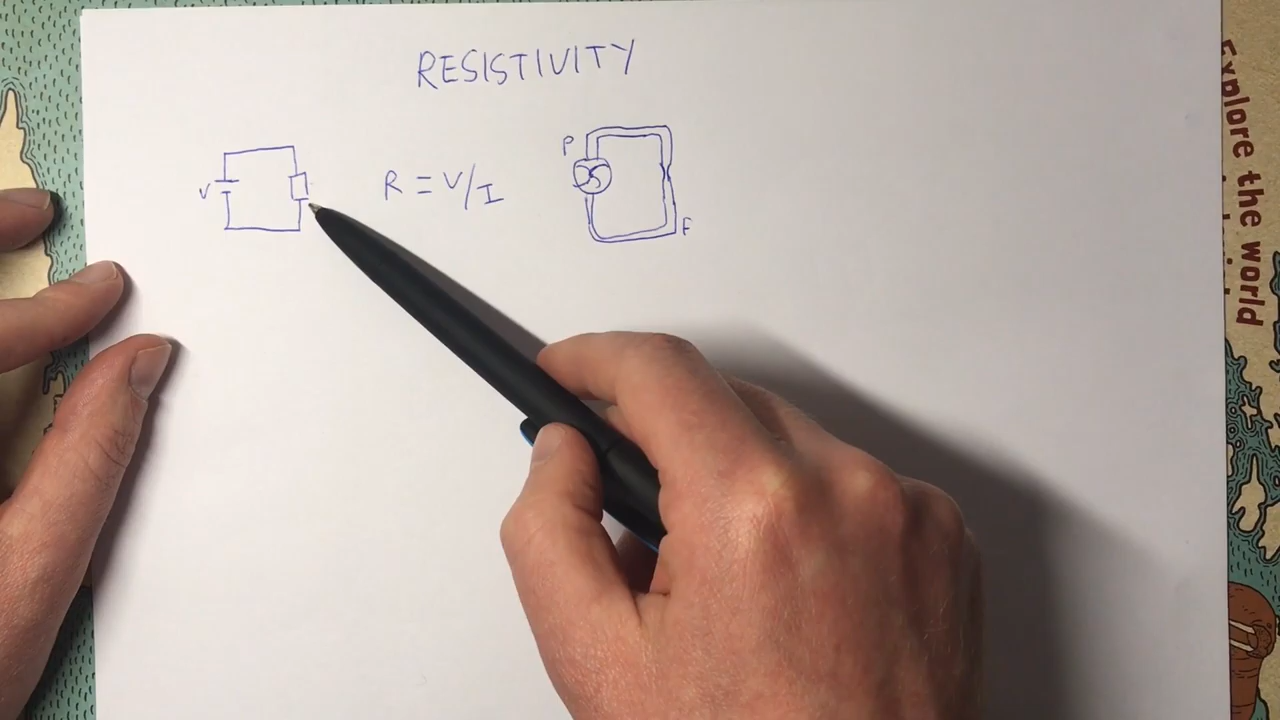 RESISTIVITY
V
R = V/I
P
F
Explore the world